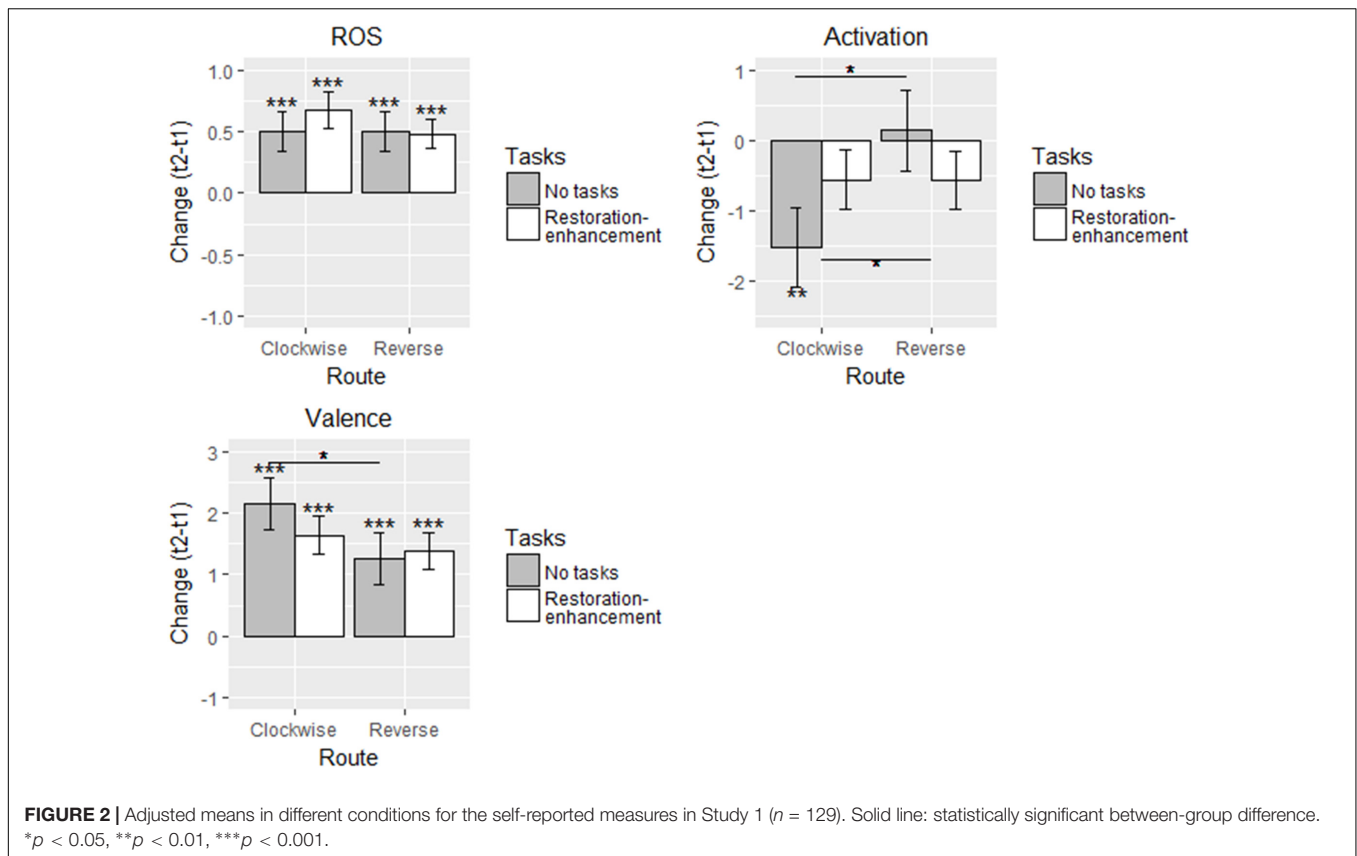 ROS
Change (t2-t1)
1.0
0.5
0.0
-0.5
-1.0
***
***
***
***
Clockwise Reverse
Route
Tasks
No tasks
Restoration-
enhancement
Activation
Change (t2-t1)
1
0
-1
-2
*
*
**
Clockwise Reverse
Route
Tasks
No tasks
Restoration-
enhancement
Valence
Change (t2-t1)
3
2
1
0
-1
*
***
***
***
***
Clockwise Reverse
Route
Tasks
No tasks
Restoration-
enhancement
FIGURE 2 | Adjusted means in different conditions for the self-reported measures in Study 1 (n = 129). Solid line: statistically significant between-group difference.
*p < 0.05, **p < 0.01, ***p < 0.001.